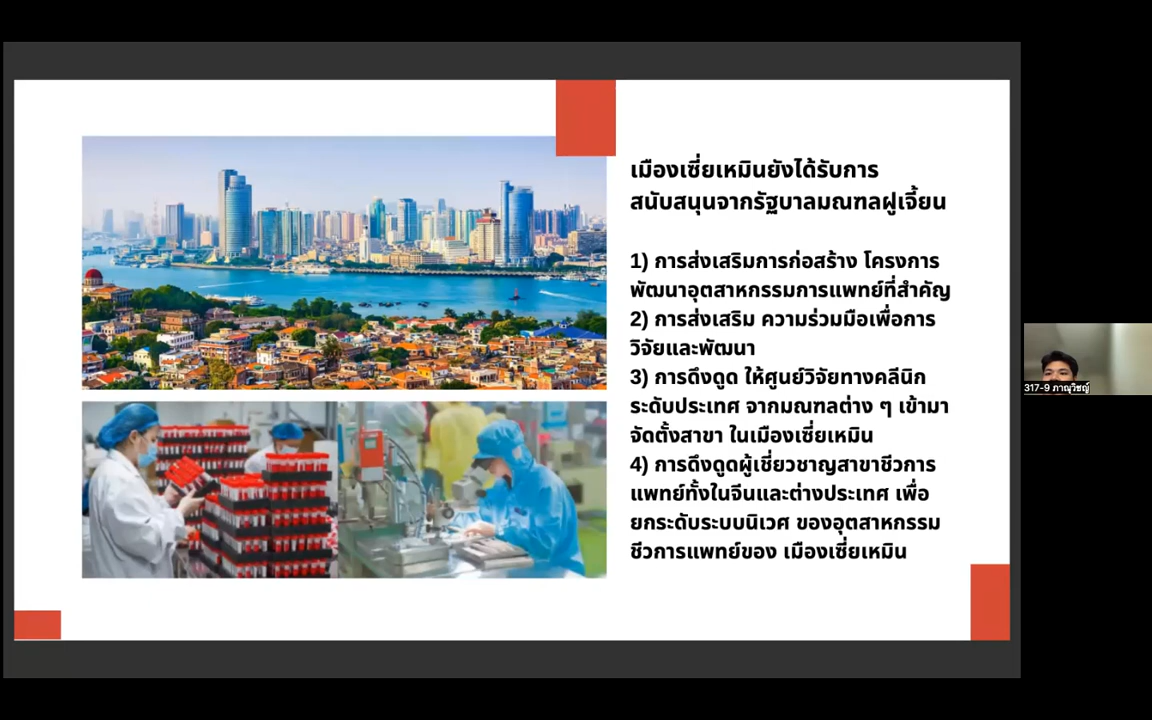 เมืองเซี่ยเหมินยังได้รับการ
สนับสนุนจากรัฐบาลมณฑลฝูเจี้ยน
1) การส่งเสริมการก่อสร้าง โครงการ
พัฒนาอุตสาหกรรมการแพทย์ที่สำคัญ
2) การส่งเสริม ความร่วมมือเพื่อการ
วิจัยและพัฒนา
3) การดึงดูด ให้ศูนย์วิจัยทางคลีนิก
ระดับประเทศ จากมณฑลต่าง ๆ เข้ามา
จัดตั้งสาขา ในเมืองเซี่ยเหมิน
4) การดึงดูดผู้เชี่ยวชาญสาขาชีวการ
แพทย์ทั้งในจีนและต่างประเทศ เพื่อ
ยกระดับระบบนิเวศ ของอุตสาหกรรม
ชีวการแพทย์ของ เมืองเซี่ยเหมิน
317-9 ภาณุวิชญ์